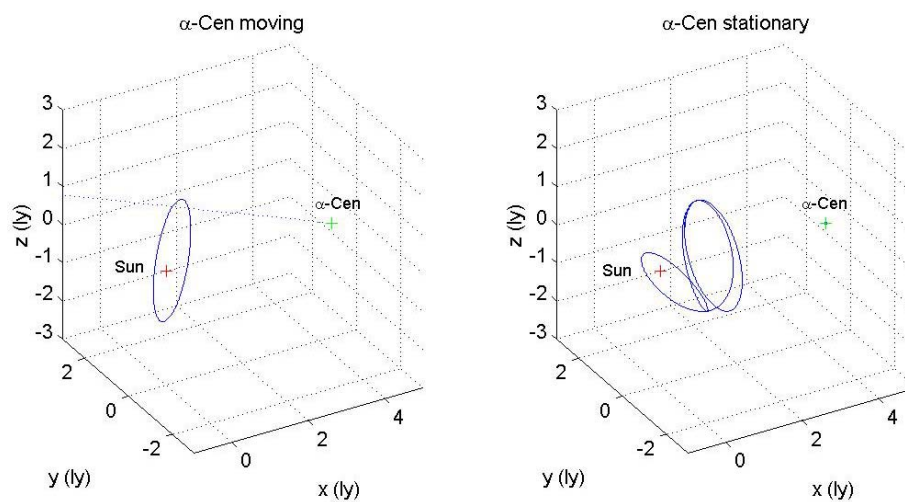 α-Cen moving
3
2
1
0
-1
-2
-3
z (ly)
2
0
-2
y (ly)
0
2
4
x (ly)
Sun
α-Cen
α-Cen stationary
3
2
1
0
-1
-2
-3
z (ly)
2
0
-2
y (ly)
0
2
4
x (ly)
Sun
α-Cen